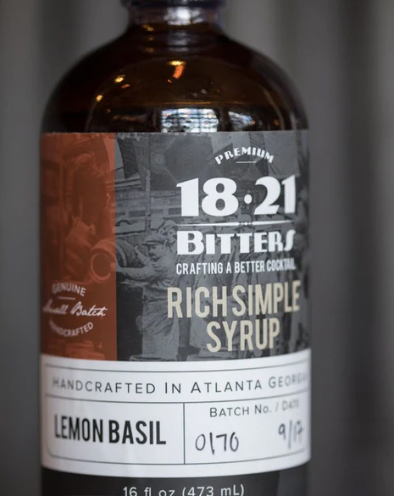 PREMIUM
18·21
BITTERS
CRAFTING A BETTER COCKTAIL
RICH SIMPLE
SYRUP
GENUINE
Small Batch
HANDCRAFTED
HANDCRAFTED IN ATLANTA GEORGIA
LEMON BASIL
BATCH No. / DATE
0170 9/17
16 fl oz (473 mL)